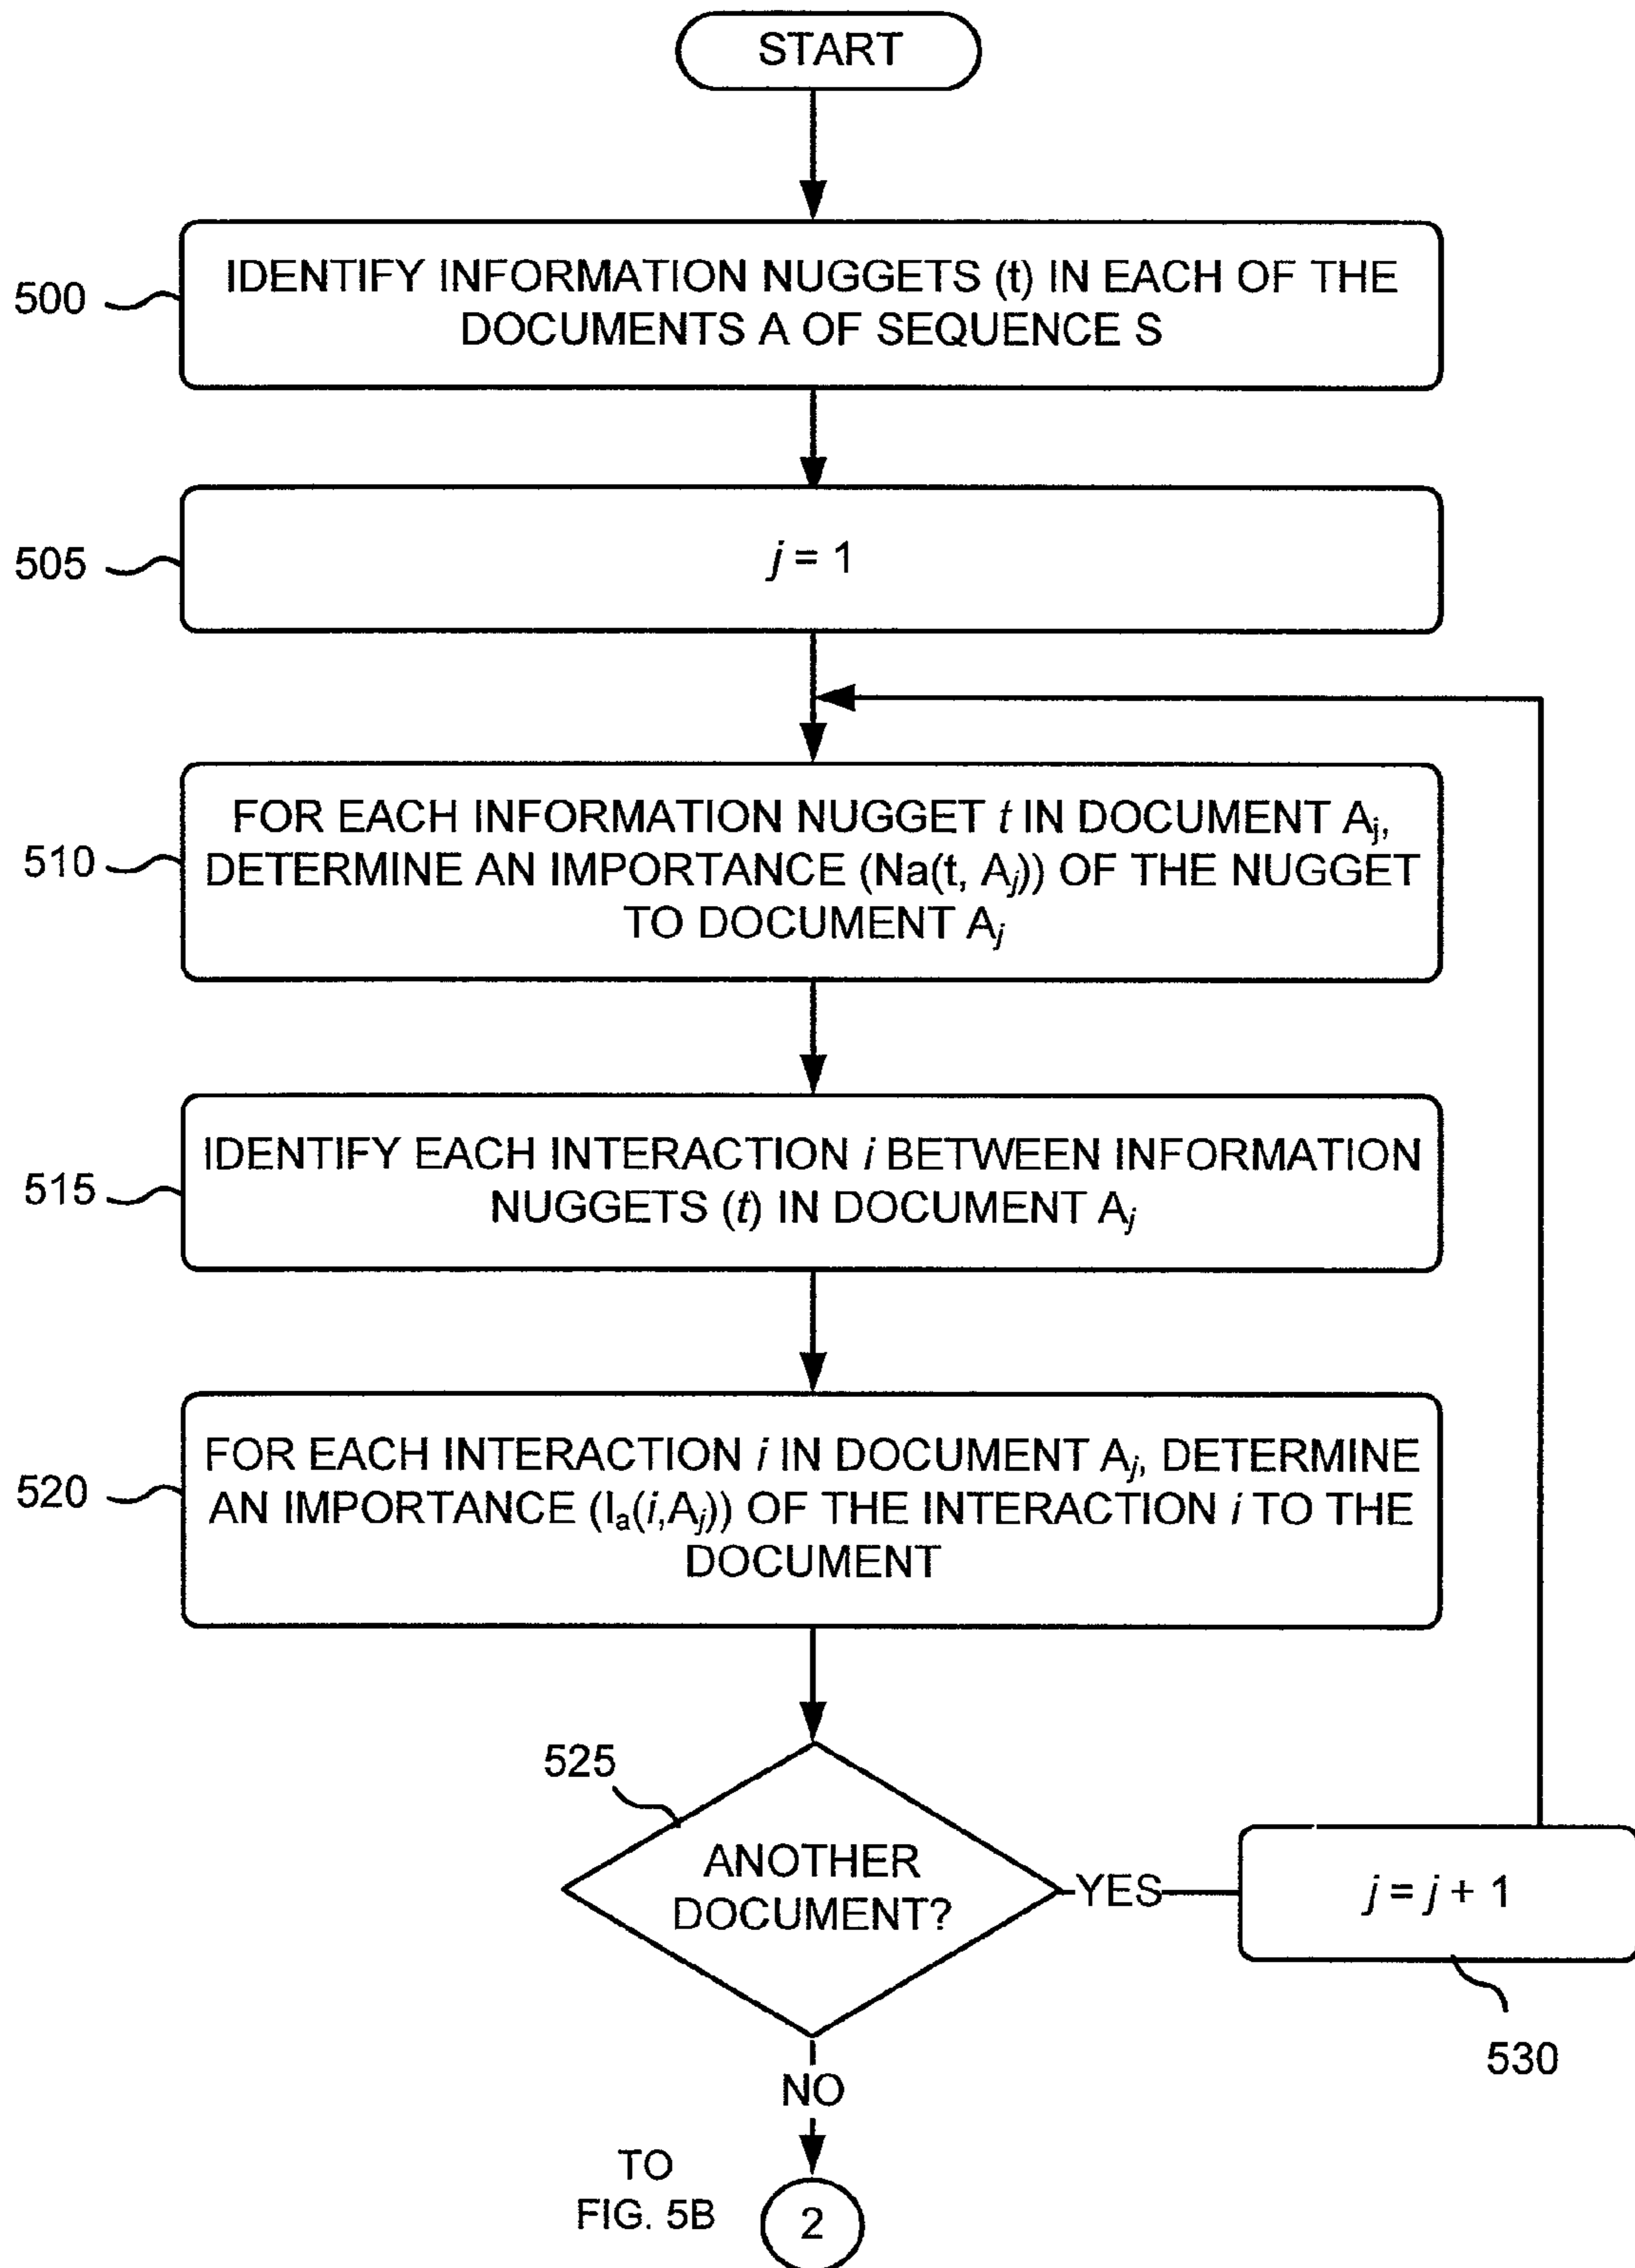 START
500
IDENTIFY INFORMATION NUGGETS (t) IN EACH OF THE
DOCUMENTS A OF SEQUENCE S
505
j = 1
510
FOR EACH INFORMATION NUGGET t IN DOCUMENT Aj,
DETERMINE AN IMPORTANCE (Na(t, Aj)) OF THE NUGGET
TO DOCUMENT Aj
515
IDENTIFY EACH INTERACTION i BETWEEN INFORMATION
NUGGETS (t) IN DOCUMENT Aj
520
FOR EACH INTERACTION i IN DOCUMENT Aj, DETERMINE
AN IMPORTANCE (Ia(i,Aj)) OF THE INTERACTION i TO THE
DOCUMENT
525
ANOTHER
DOCUMENT?
YES
j = j + 1
530
NO
TO
FIG. 5B
2